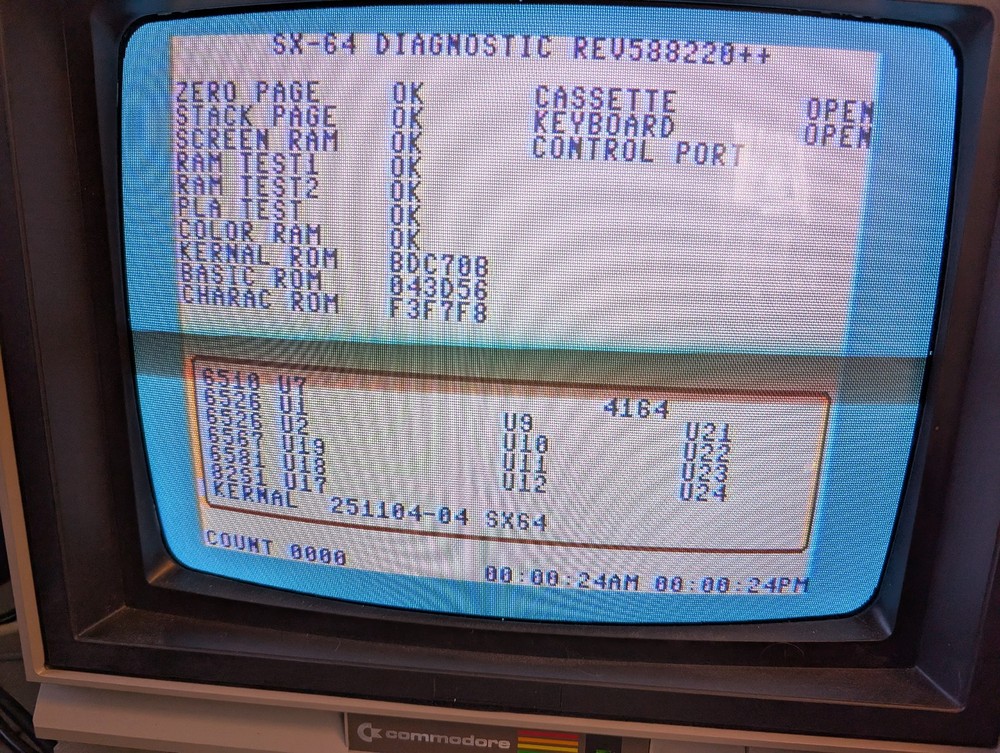 SX-64 DIAGNOSTIC REV588220++
ZERO PAGE OK
STACK PAGE OK
SCREEN RAM OK
RAM TEST1 OK
RAM TEST2 OK
PLA TEST OK
COLOR RAM OK
KERNAL ROM BDC70B
BASIC ROM 043D56
CHARAC ROM F3F7F8
CASSETTE OPEN
KEYBOARD OPEN
CONTROL PORT
6510 U7
6526 U1
6526 U2
6567 U19
6581 U18
82S1 U17
4164
U9 U21
U10 U22
U11 U23
U12 U24
KERNAL 251104-04 SX64
COUNT 0000
00:00:24AM 00:00:24PM
commodore